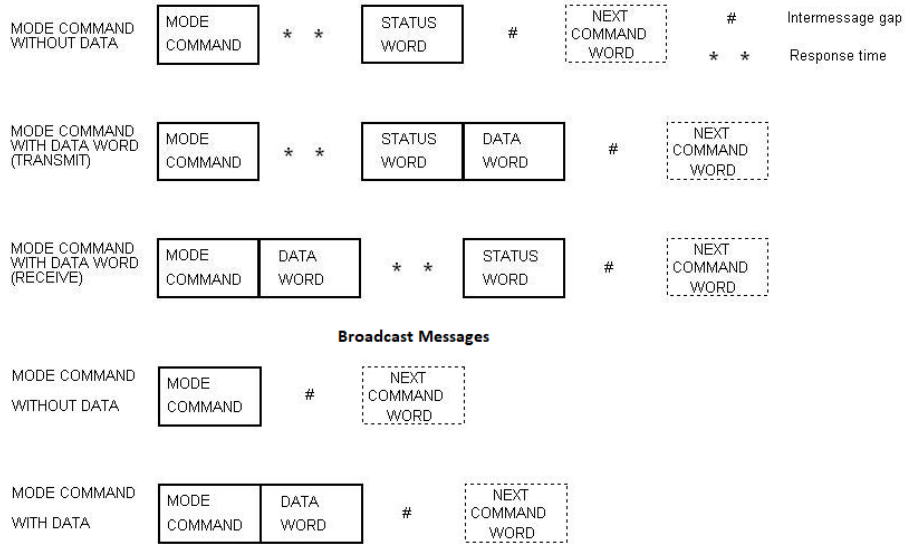 MODE COMMAND
WITHOUT DATA
MODE
COMMAND
* *
STATUS
WORD
#
NEXT
COMMAND
WORD
# Intermessage gap
* * Response time
MODE COMMAND
WITH DATA WORD
(TRANSMIT)
MODE
COMMAND
* *
STATUS
WORD
DATA
WORD
#
NEXT
COMMAND
WORD
MODE COMMAND
WITH DATA WORD
(RECEIVE)
MODE
COMMAND
DATA
WORD
* *
STATUS
WORD
#
NEXT
COMMAND
WORD
Broadcast Messages
MODE COMMAND
WITHOUT DATA
MODE
COMMAND
#
NEXT
COMMAND
WORD
MODE COMMAND
WITH DATA
MODE
COMMAND
DATA
WORD
#
NEXT
COMMAND
WORD